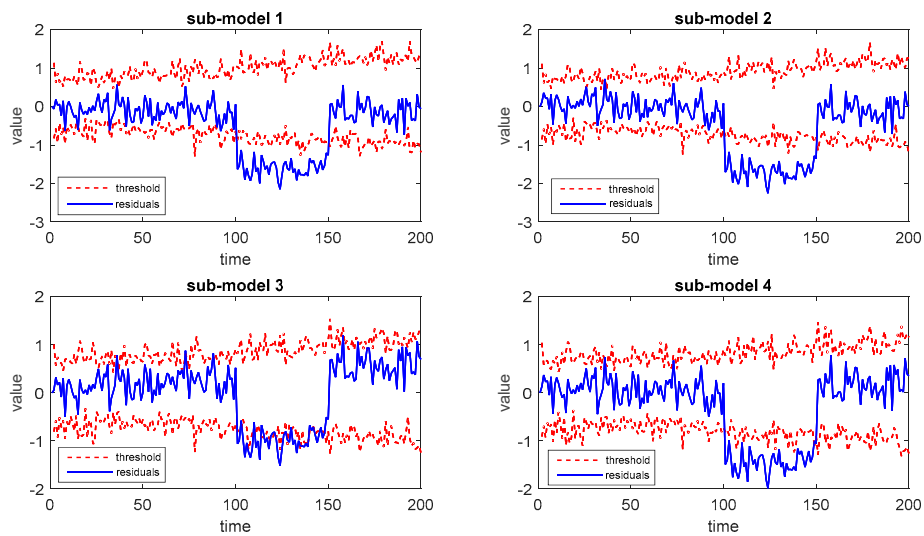 sub-model 1
2
1
0
-1
-2
-3
value
threshold
residuals
0 50 100 150 200
time
sub-model 2
2
1
0
-1
-2
-3
value
threshold
residuals
0 50 100 150 200
time
sub-model 3
2
1
0
-1
-2
value
threshold
residuals
0 50 100 150 200
time
sub-model 4
2
1
0
-1
-2
value
threshold
residuals
0 50 100 150 200
time